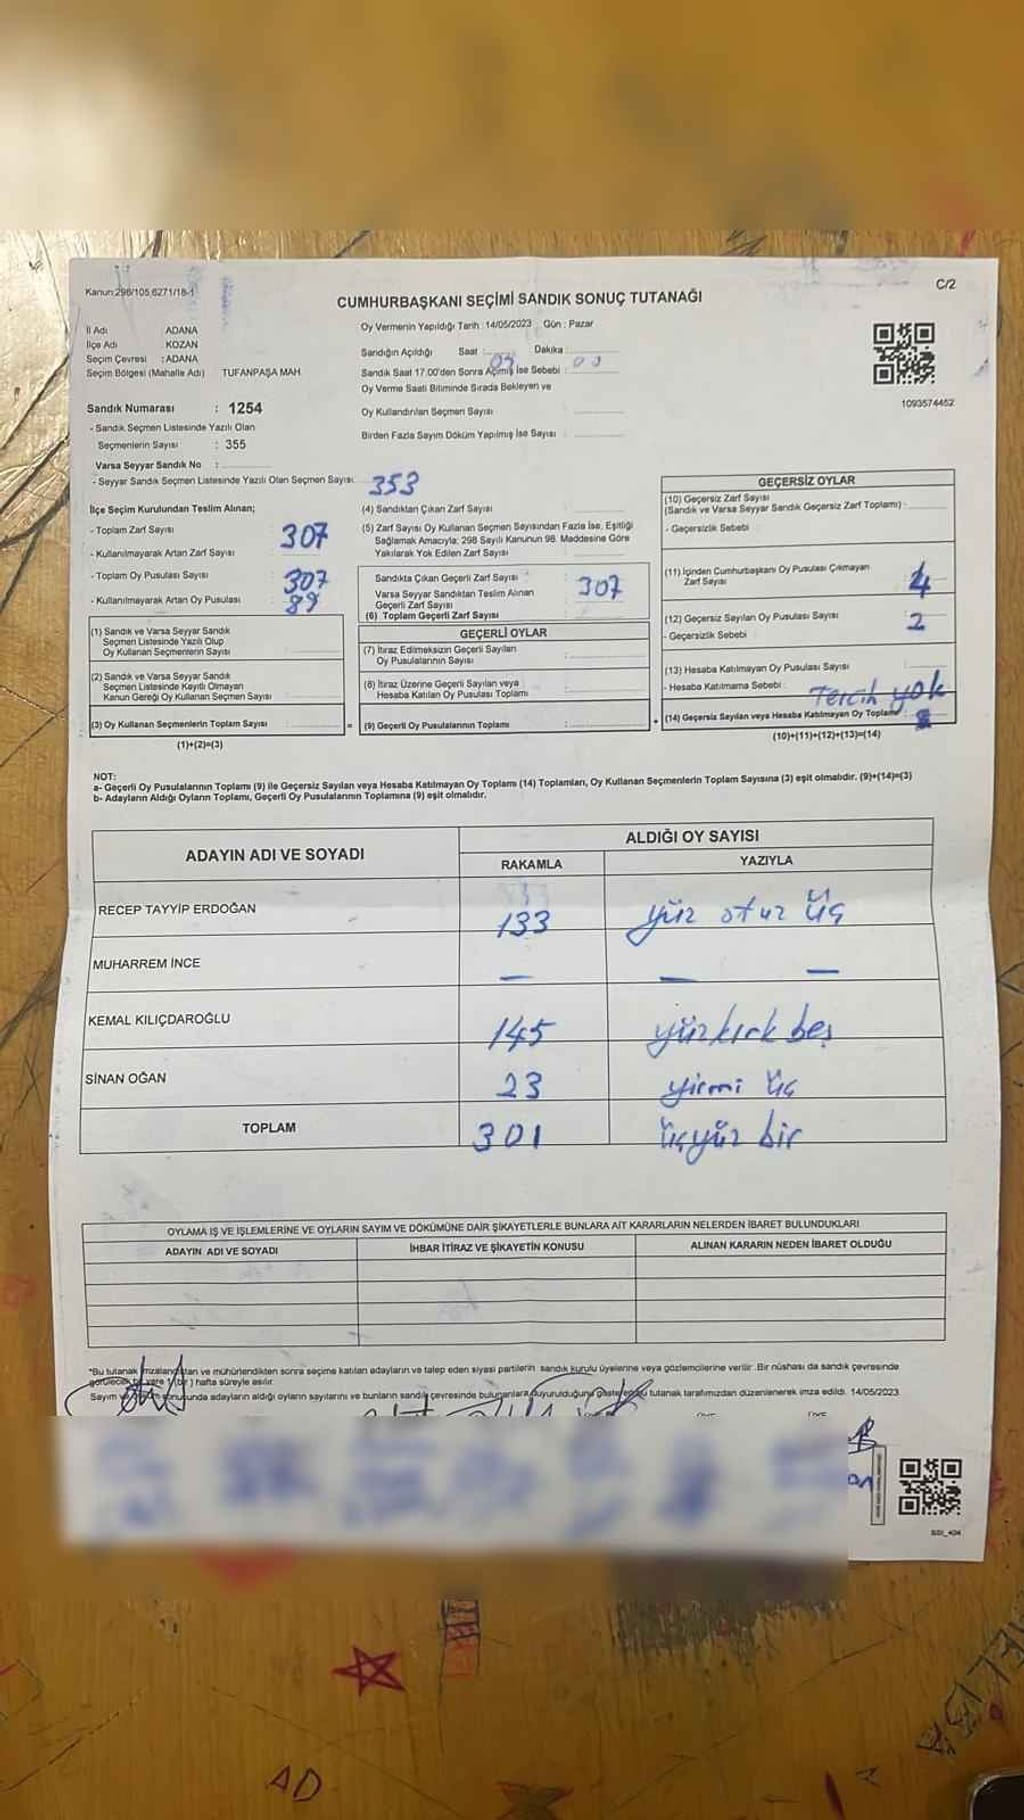 Kanun:298/105,6271/18-1
C/2
CUMHURBAŞKANI SEÇİMİ SANDIK SONUÇ TUTANAĞI
İl Adı ADANA
İlçe Adı KOZAN
Seçim Çevresi : ADANA
Seçim Bölgesi (Mahalle Adı) TUFANPAŞA MAH
Sandık Numarası : 1254
- Sandık Seçmen Listesinde Yazılı Olan
Seçmenlerin Sayısı : 355
Varsa Seyyar Sandık No :
- Seyyar Sandık Seçmen Listesinde Yazılı Olan Seçmen Sayısı
Oy Vermenin Yapıldığı Tarih : 14/05/2023 Gün : Pazar
Sandığın Açıldığı Saat : Dakika :
Sandık Saat 17.00'den Sonra Açılmış İse Sebebi :
Oy Verme Saati Bitiminde Sırada Bekleyen ve
Oy Kullandırılan Seçmen Sayısı
Birden Fazla Sayım Döküm Yapılmış İse Sayısı :
1093574452
İlçe Seçim Kurulundan Teslim Alınan;
- Toplam Zarf Sayısı : 307
- Kullanılmayarak Artan Zarf Sayısı
- Toplam Oy Pusulası Sayısı : 307
- Kullanılmayarak Artan Oy Pusulası : 89
353
(4) Sandıktan Çıkan Zarf Sayısı :
(5) Zarf Sayısı Oy Kullanan Seçmen Sayısından Fazla İse, Eşitliği
Sağlamak Amacıyla; 298 Sayılı Kanunun 98. Maddesine Göre
Yakılarak Yok Edilen Zarf Sayısı :
Sandıkta Çıkan Geçerli Zarf Sayısı : 307
Varsa Seyyar Sandıktan Teslim Alınan
Geçerli Zarf Sayısı
(6) Toplam Geçerli Zarf Sayısı
GEÇERSİZ OYLAR
(10) Geçersiz Zarf Sayısı
(Sandık ve Varsa Seyyar Sandık Geçersiz Zarf Toplamı) :
- Geçersizlik Sebebi
(11) İçinden Cumhurbaşkanı Oy Pusulası Çıkmayan
Zarf Sayısı 4
(12) Geçersiz Sayılan Oy Pusulası Sayısı : 2
- Geçersizlik Sebebi
(13) Hesaba Katılmayan Oy Pusulası Sayısı
- Hesaba Katılmama Sebebi : Tercih yok
(14) Geçersiz Sayılan veya Hesaba Katılmayan Oy Toplamı :
(10)+(11)+(12)+(13)=(14)
(1) Sandık ve Varsa Seyyar Sandık
Seçmen Listesinde Yazılı Olup
Oy Kullanan Seçmenlerin Sayısı
(2) Sandık ve Varsa Seyyar Sandık
Seçmen Listesinde Kayıtlı Olmayan
Kanun Gereği Oy Kullanan Seçmen Sayısı
(3) Oy Kullanan Seçmenlerin Toplam Sayısı :
(1)+(2)=(3)
GEÇERLİ OYLAR
(7) İtiraz Edilmeksizin Geçerli Sayılan
Oy Pusulalarının Sayısı
(8) İtiraz Üzerine Geçerli Sayılan veya
Hesaba Katılan Oy Pusulası Toplamı :
(9) Geçerli Oy Pusulalarının Toplamı :
NOT:
a- Geçerli Oy Pusulalarının Toplamı (9) ile Geçersiz Sayılan veya Hesaba Katılmayan Oy Toplamı (14) Toplamları, Oy Kullanan Seçmenlerin Toplam Sayısına (3) eşit olmalıdır. (9)+(14)=(3)
b- Adayların Aldığı Oyların Toplamı, Geçerli Oy Pusulalarının Toplamına (9) eşit olmalıdır.
ADAYIN ADI VE SOYADI
ALDIĞI OY SAYISI
RAKAMLA YAZIYLA
RECEP TAYYİP ERDOĞAN 133 yüz otuz üç
MUHARREM İNCE — — —
KEMAL KILIÇDAROĞLU 145 yüzkırk beş
SİNAN OĞAN 23 yirmi üç
TOPLAM 301 üçyüz bir
OYLAMA İŞ VE İŞLEMLERİNE VE OYLARIN SAYIM VE DÖKÜMÜNE DAİR ŞİKAYETLERLE BUNLARA AİT KARARLARIN NELERDEN İBARET BULUNDUKLARI
ADAYIN ADI VE SOYADI İHBAR İTİRAZ VE ŞİKAYETİN KONUSU ALINAN KARARIN NEDEN İBARET OLDUĞU
*Bu tutanak imzalandıktan ve mühürlendikten sonra seçime katılan adayların ve talep eden siyasi partilerin sandık kurulu üyelerine veya gözlemcilerine verilir. Bir nüshası da sandık çevresinde
görülecek bir yere 1 (bir) hafta süreyle asılır.
Sayım sonucunda adayların aldığı oyların sayılarını ve bunların sandık çevresinde bulunanlara duyurulduğunu gösteren bu tutanak tarafımızdan düzenlenerek imza edildi. 14/05/2023
AD